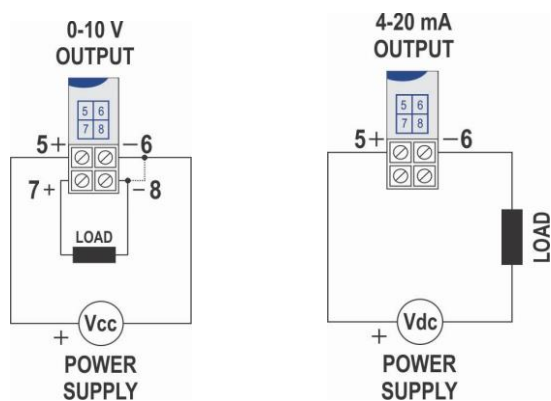 0-10 V
OUTPUT
5 6
7 8
5+ −6
7+ −8
LOAD
+ Vcc
POWER
SUPPLY
4-20 mA
OUTPUT
5 6
7 8
5+ −6
LOAD
+ Vdc
POWER
SUPPLY